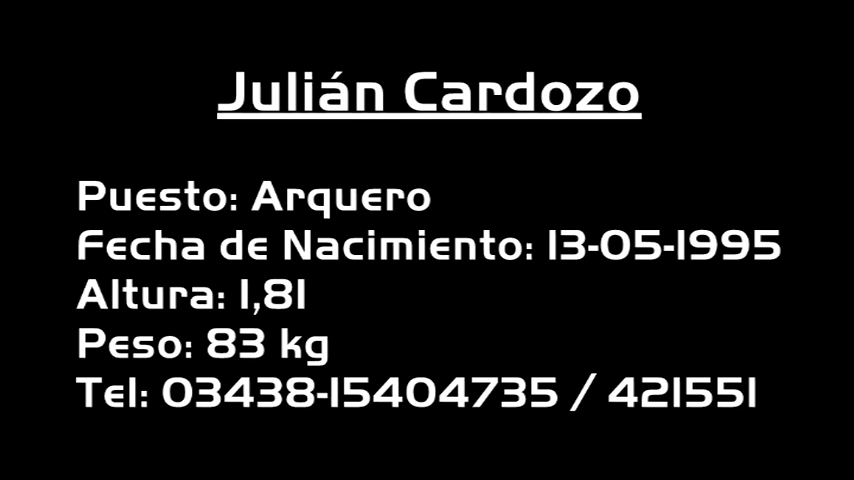 Julián Cardozo
Puesto: Arquero
Fecha de Nacimiento: 13-05-1995
Altura: 1,81
Peso: 83 kg
Tel: 03438-15404735 / 421551